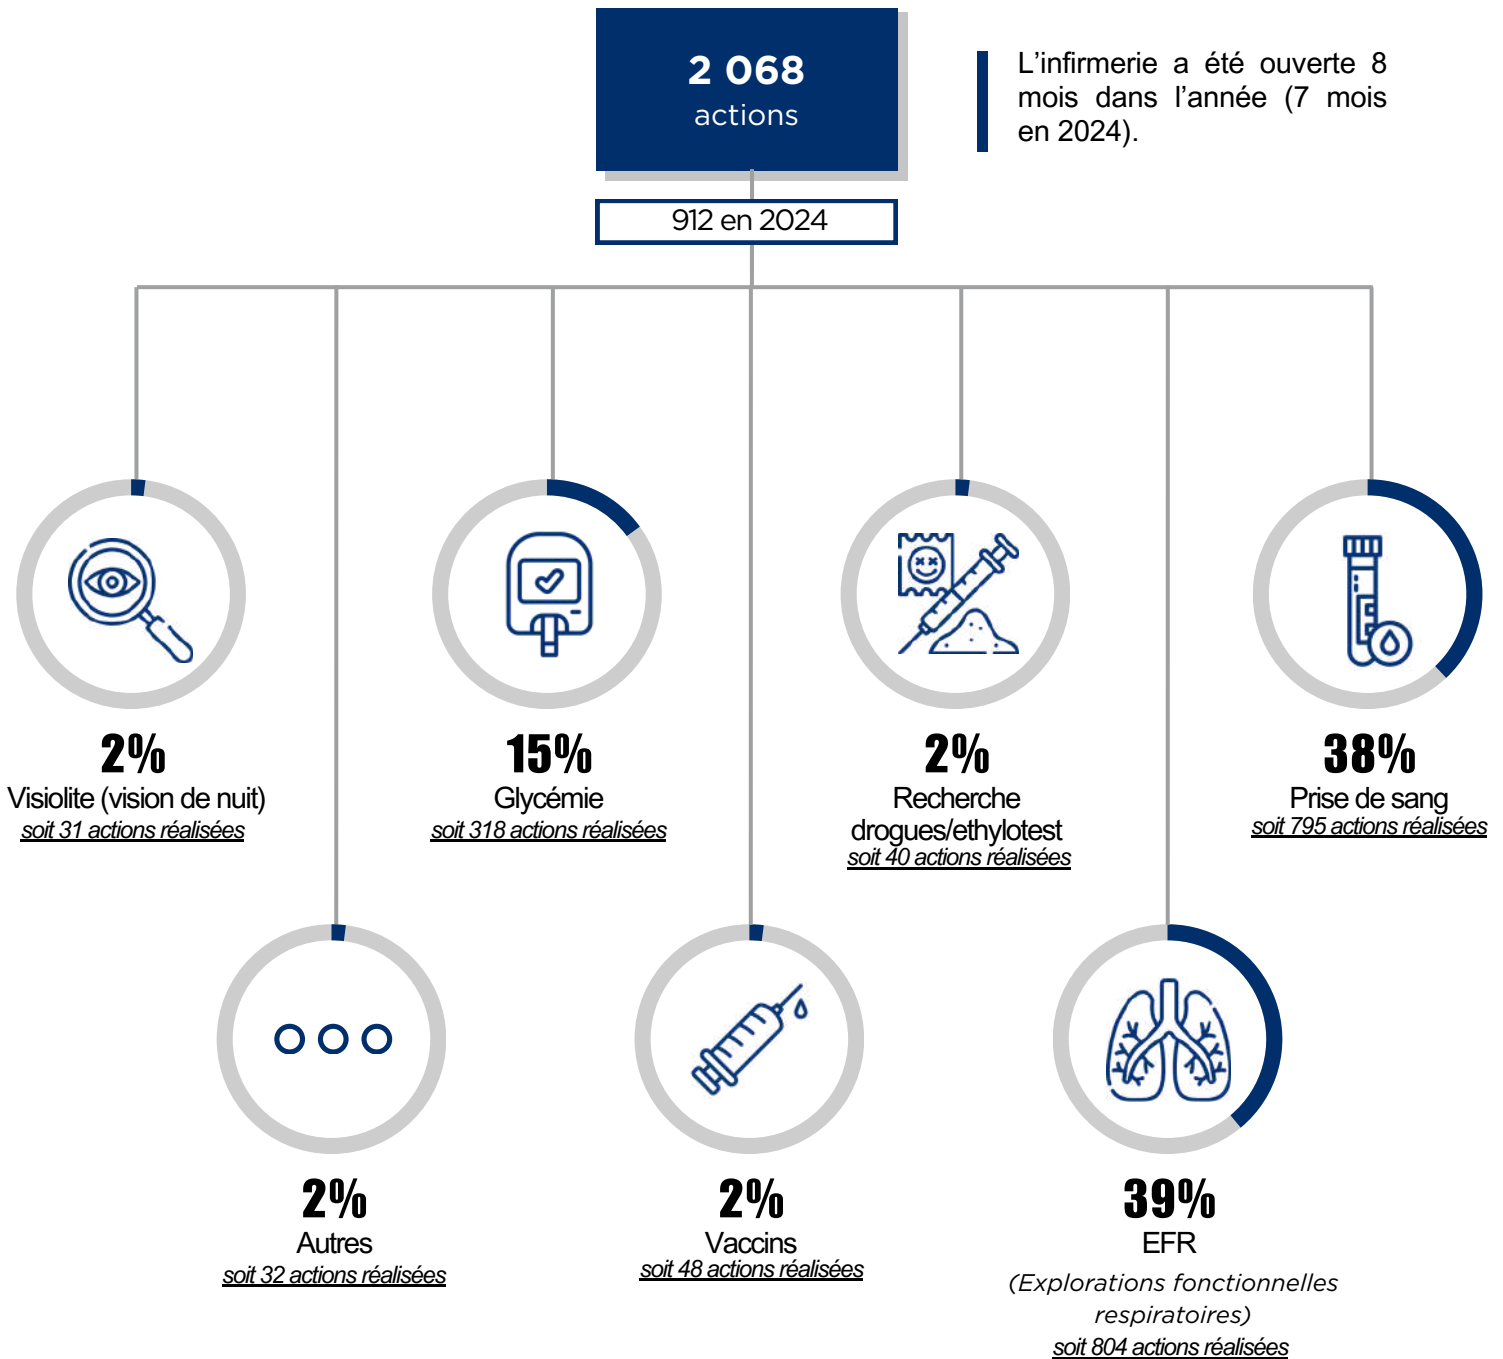 2 068
actions
L'infirmerie a été ouverte 8
mois dans l'année (7 mois
en 2024).
912 en 2024
2%
Visiolite (vision de nuit)
soit 31 actions réalisées
15%
Glycémie
soit 318 actions réalisées
2%
Recherche
drogues/ethylotest
soit 40 actions réalisées
38%
Prise de sang
soit 795 actions réalisées
2%
Autres
soit 32 actions réalisées
2%
Vaccins
soit 48 actions réalisées
39%
EFR
(Explorations fonctionnelles
respiratoires)
soit 804 actions réalisées